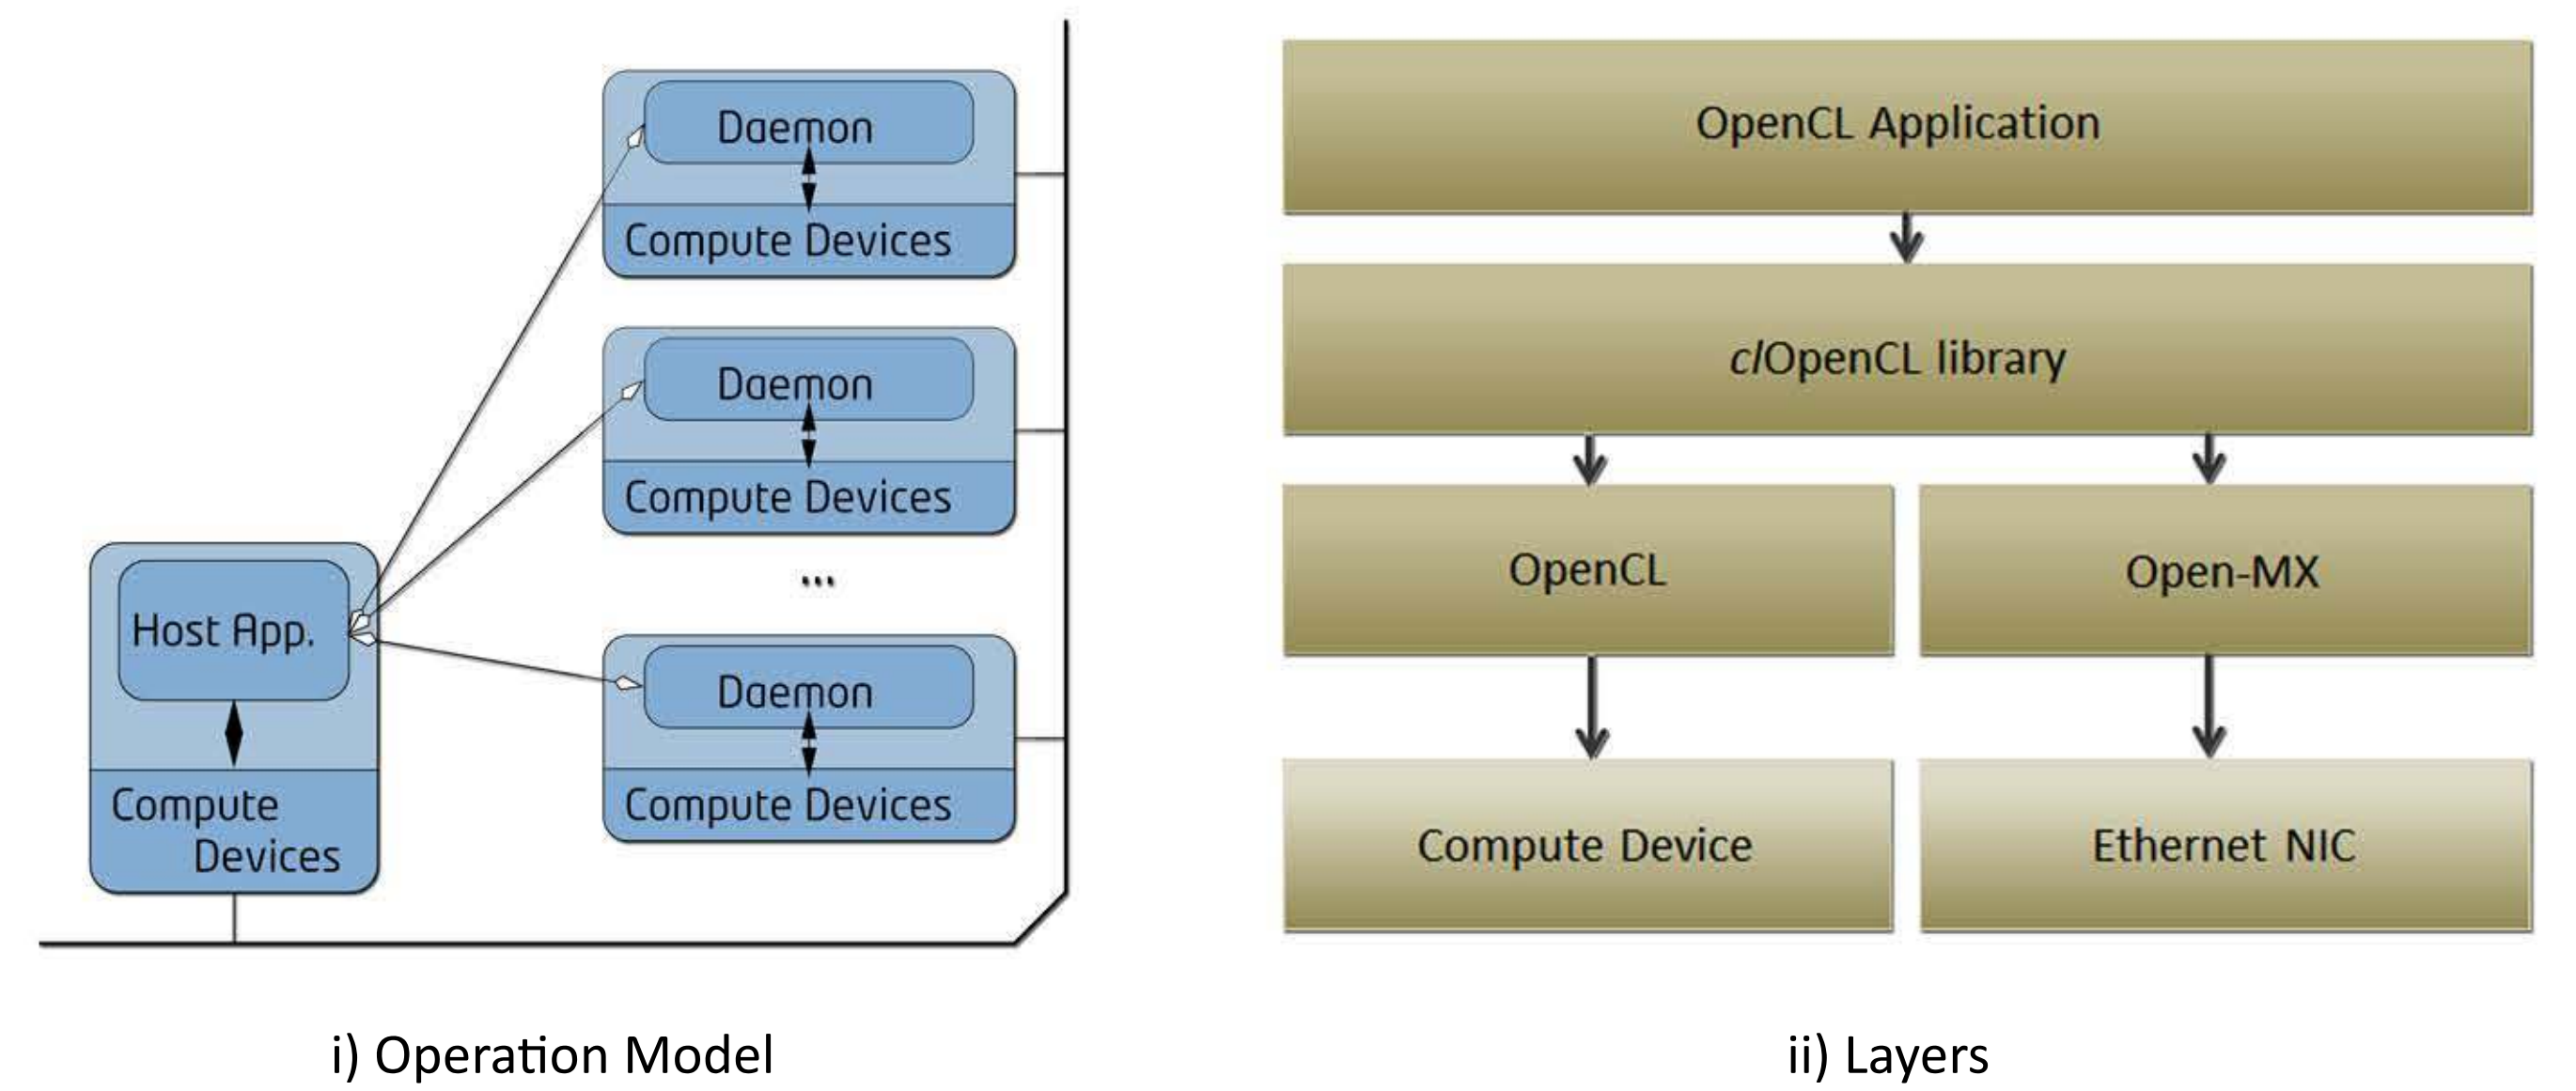 Daemon
Compute Devices
Daemon
Compute Devices
...
Host App.
Compute
Devices
Daemon
Compute Devices
i) Operation Model
OpenCL Application
clOpenCL library
OpenCL
Open-MX
Compute Device
Ethernet NIC
ii) Layers